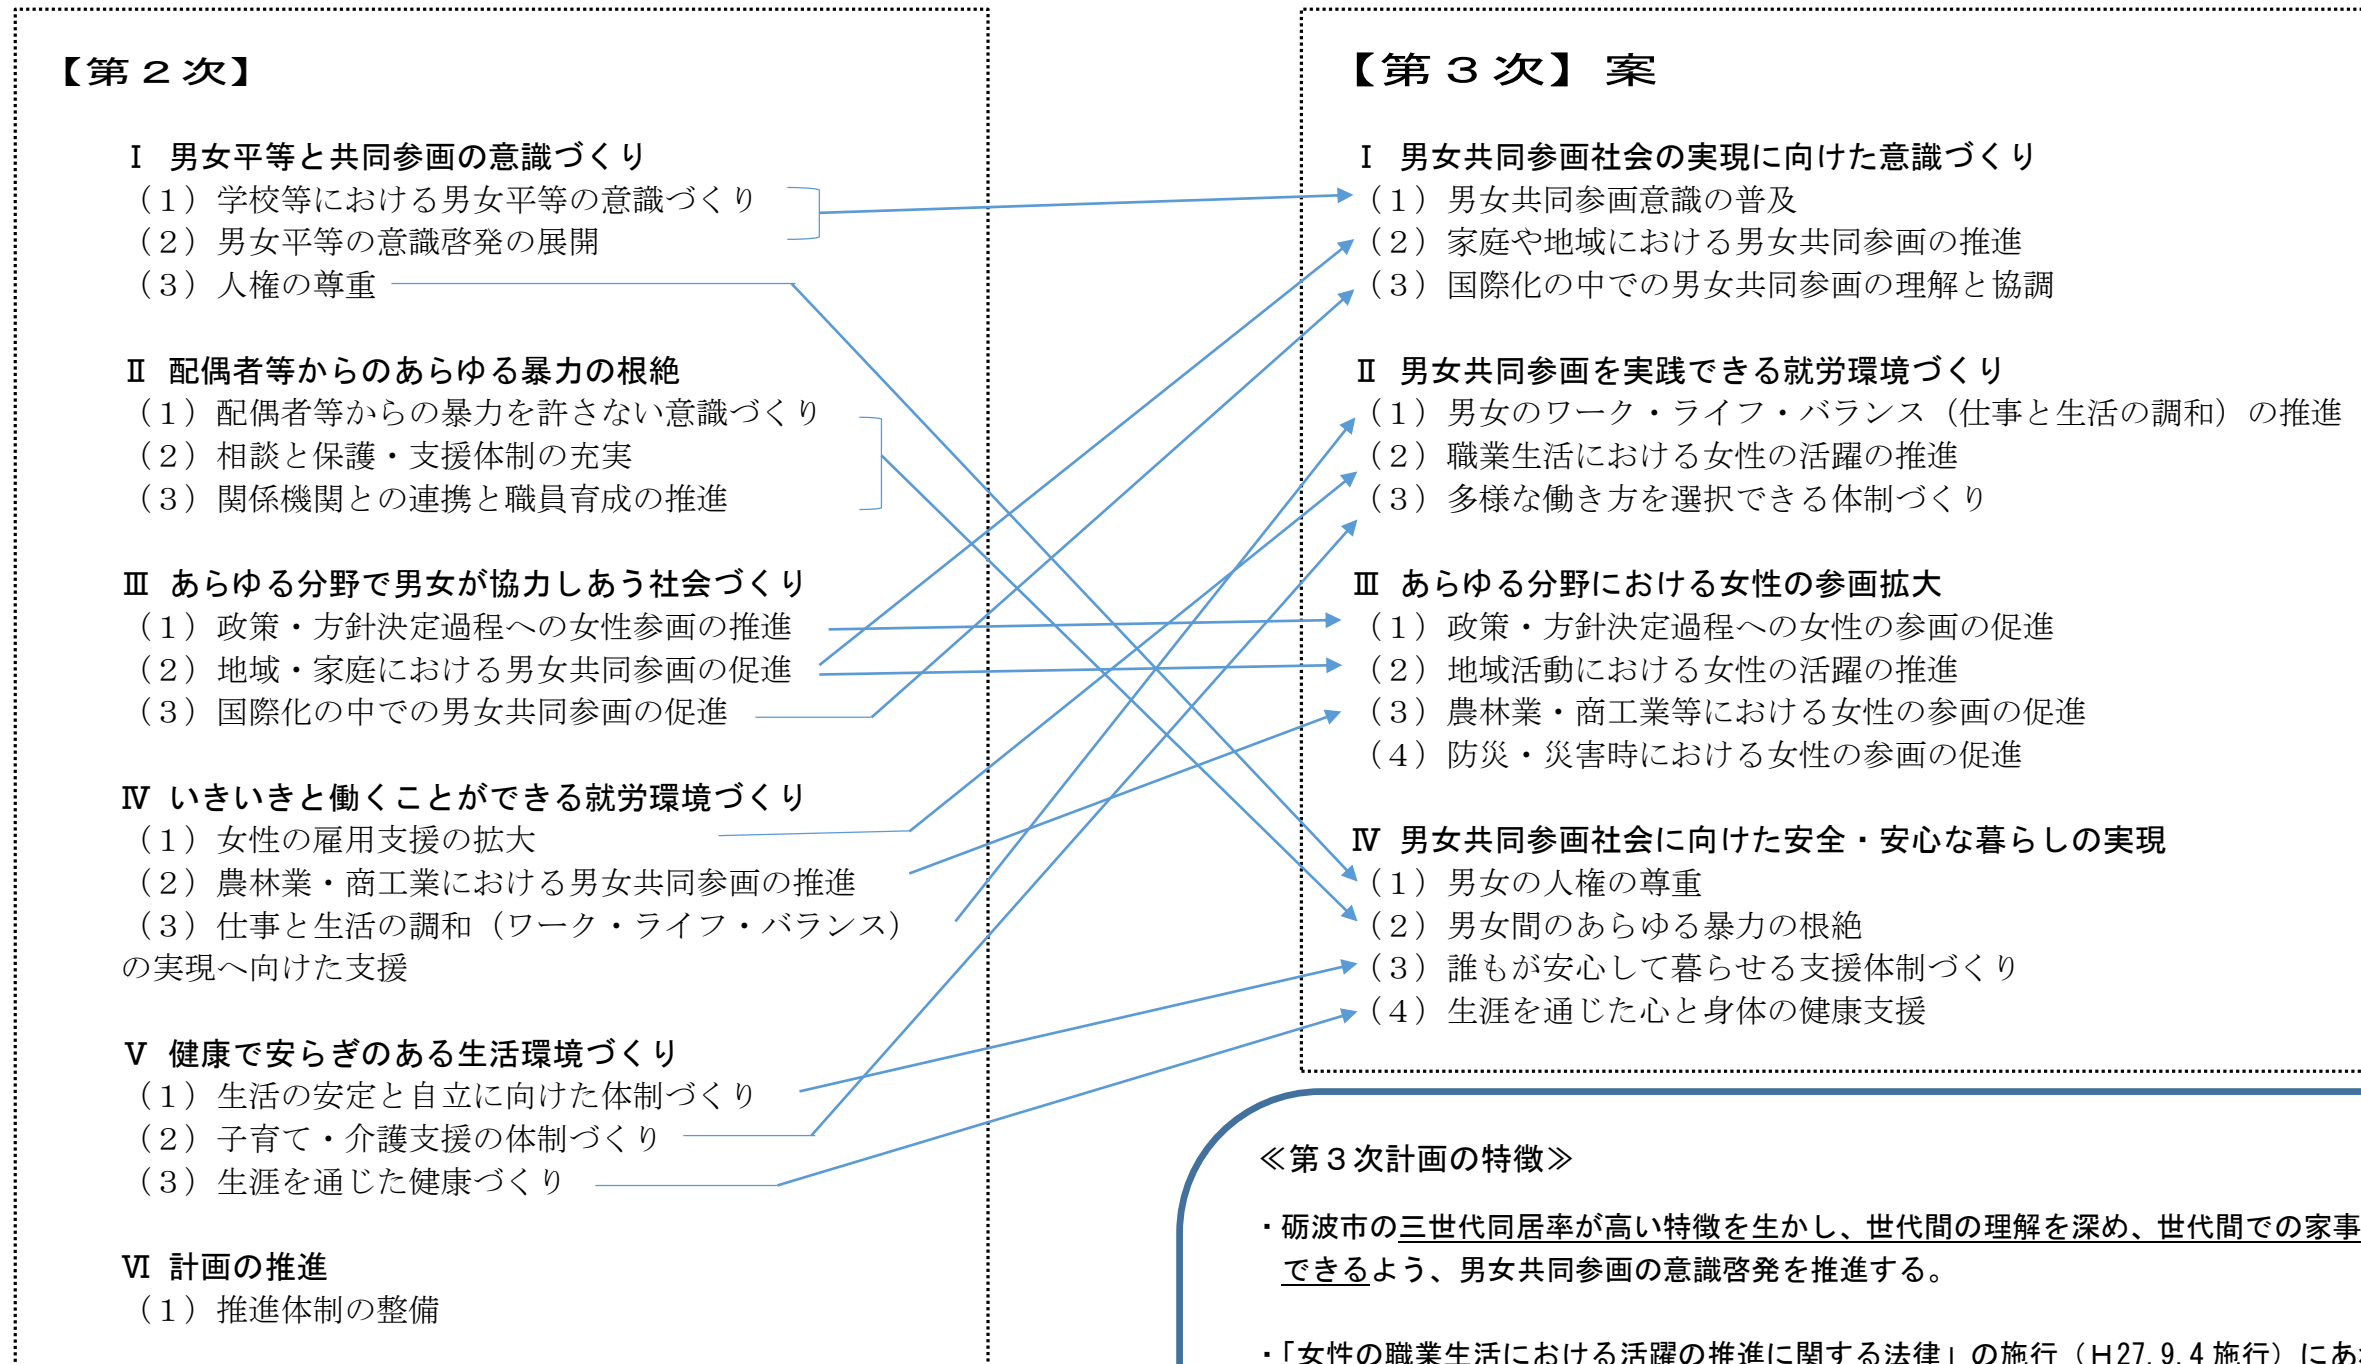 【第２次】
Ⅰ 男女平等と共同参画の意識づくり
（１）学校等における男女平等の意識づくり
（２）男女平等の意識啓発の展開
（３）人権の尊重
Ⅱ 配偶者等からのあらゆる暴力の根絶
（１）配偶者等からの暴力を許さない意識づくり
（２）相談と保護・支援体制の充実
（３）関係機関との連携と職員育成の推進
Ⅲ あらゆる分野で男女が協力しあう社会づくり
（１）政策・方針決定過程への女性参画の推進
（２）地域・家庭における男女共同参画の促進
（３）国際化の中での男女共同参画の促進
Ⅳ いきいきと働くことができる就労環境づくり
（１）女性の雇用支援の拡大
（２）農林業・商工業における男女共同参画の推進
（３）仕事と生活の調和（ワーク・ライフ・バランス）
の実現へ向けた支援
Ⅴ 健康で安らぎのある生活環境づくり
（１）生活の安定と自立に向けた体制づくり
（２）子育て・介護支援の体制づくり
（３）生涯を通じた健康づくり
Ⅵ 計画の推進
（１）推進体制の整備
【第３次】案
Ⅰ 男女共同参画社会の実現に向けた意識づくり
（１）男女共同参画意識の普及
（２）家庭や地域における男女共同参画の推進
（３）国際化の中での男女共同参画の理解と協調
Ⅱ 男女共同参画を実践できる就労環境づくり
（１）男女のワーク・ライフ・バランス（仕事と生活の調和）の推進
（２）職業生活における女性の活躍の推進
（３）多様な働き方を選択できる体制づくり
Ⅲ あらゆる分野における女性の参画拡大
（１）政策・方針決定過程への女性の参画の促進
（２）地域活動における女性の活躍の推進
（３）農林業・商工業等における女性の参画の促進
（４）防災・災害時における女性の参画の促進
Ⅳ 男女共同参画社会に向けた安全・安心な暮らしの実現
（１）男女の人権の尊重
（２）男女間のあらゆる暴力の根絶
（３）誰もが安心して暮らせる支援体制づくり
（４）生涯を通じた心と身体の健康支援
≪第３次計画の特徴≫
・砺波市の三世代同居率が高い特徴を生かし、世代間の理解を深め、世代間での家事
できるよう、男女共同参画の意識啓発を推進する。
・「女性の職業生活における活躍の推進に関する法律」の施行（Ｈ27.9.4 施行）にあ